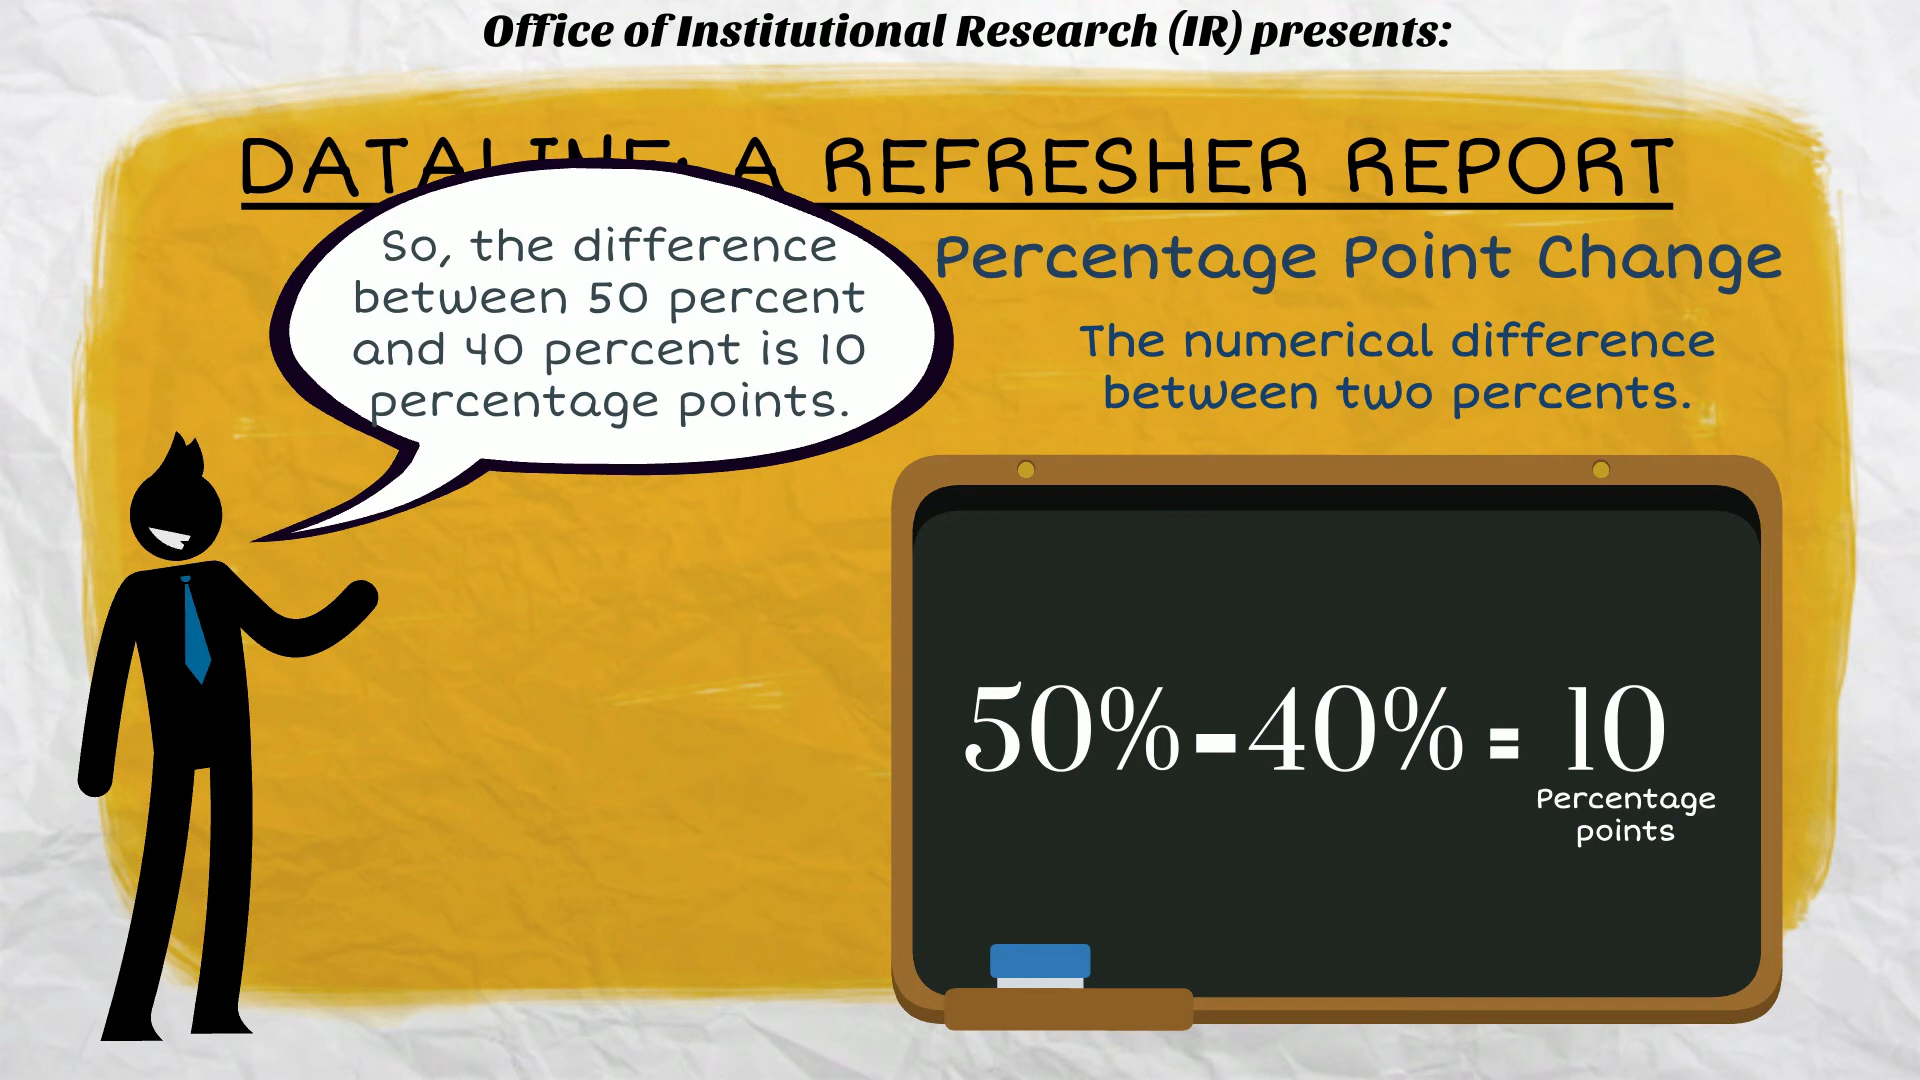 Office of Institutional Research (IR) presents:
DATALINE: A REFRESHER REPORT
So, the difference
between 50 percent
and 40 percent is 10
percentage points.
Percentage Point Change
The numerical difference
between two percents.
50% - 40% = 10
Percentage
points